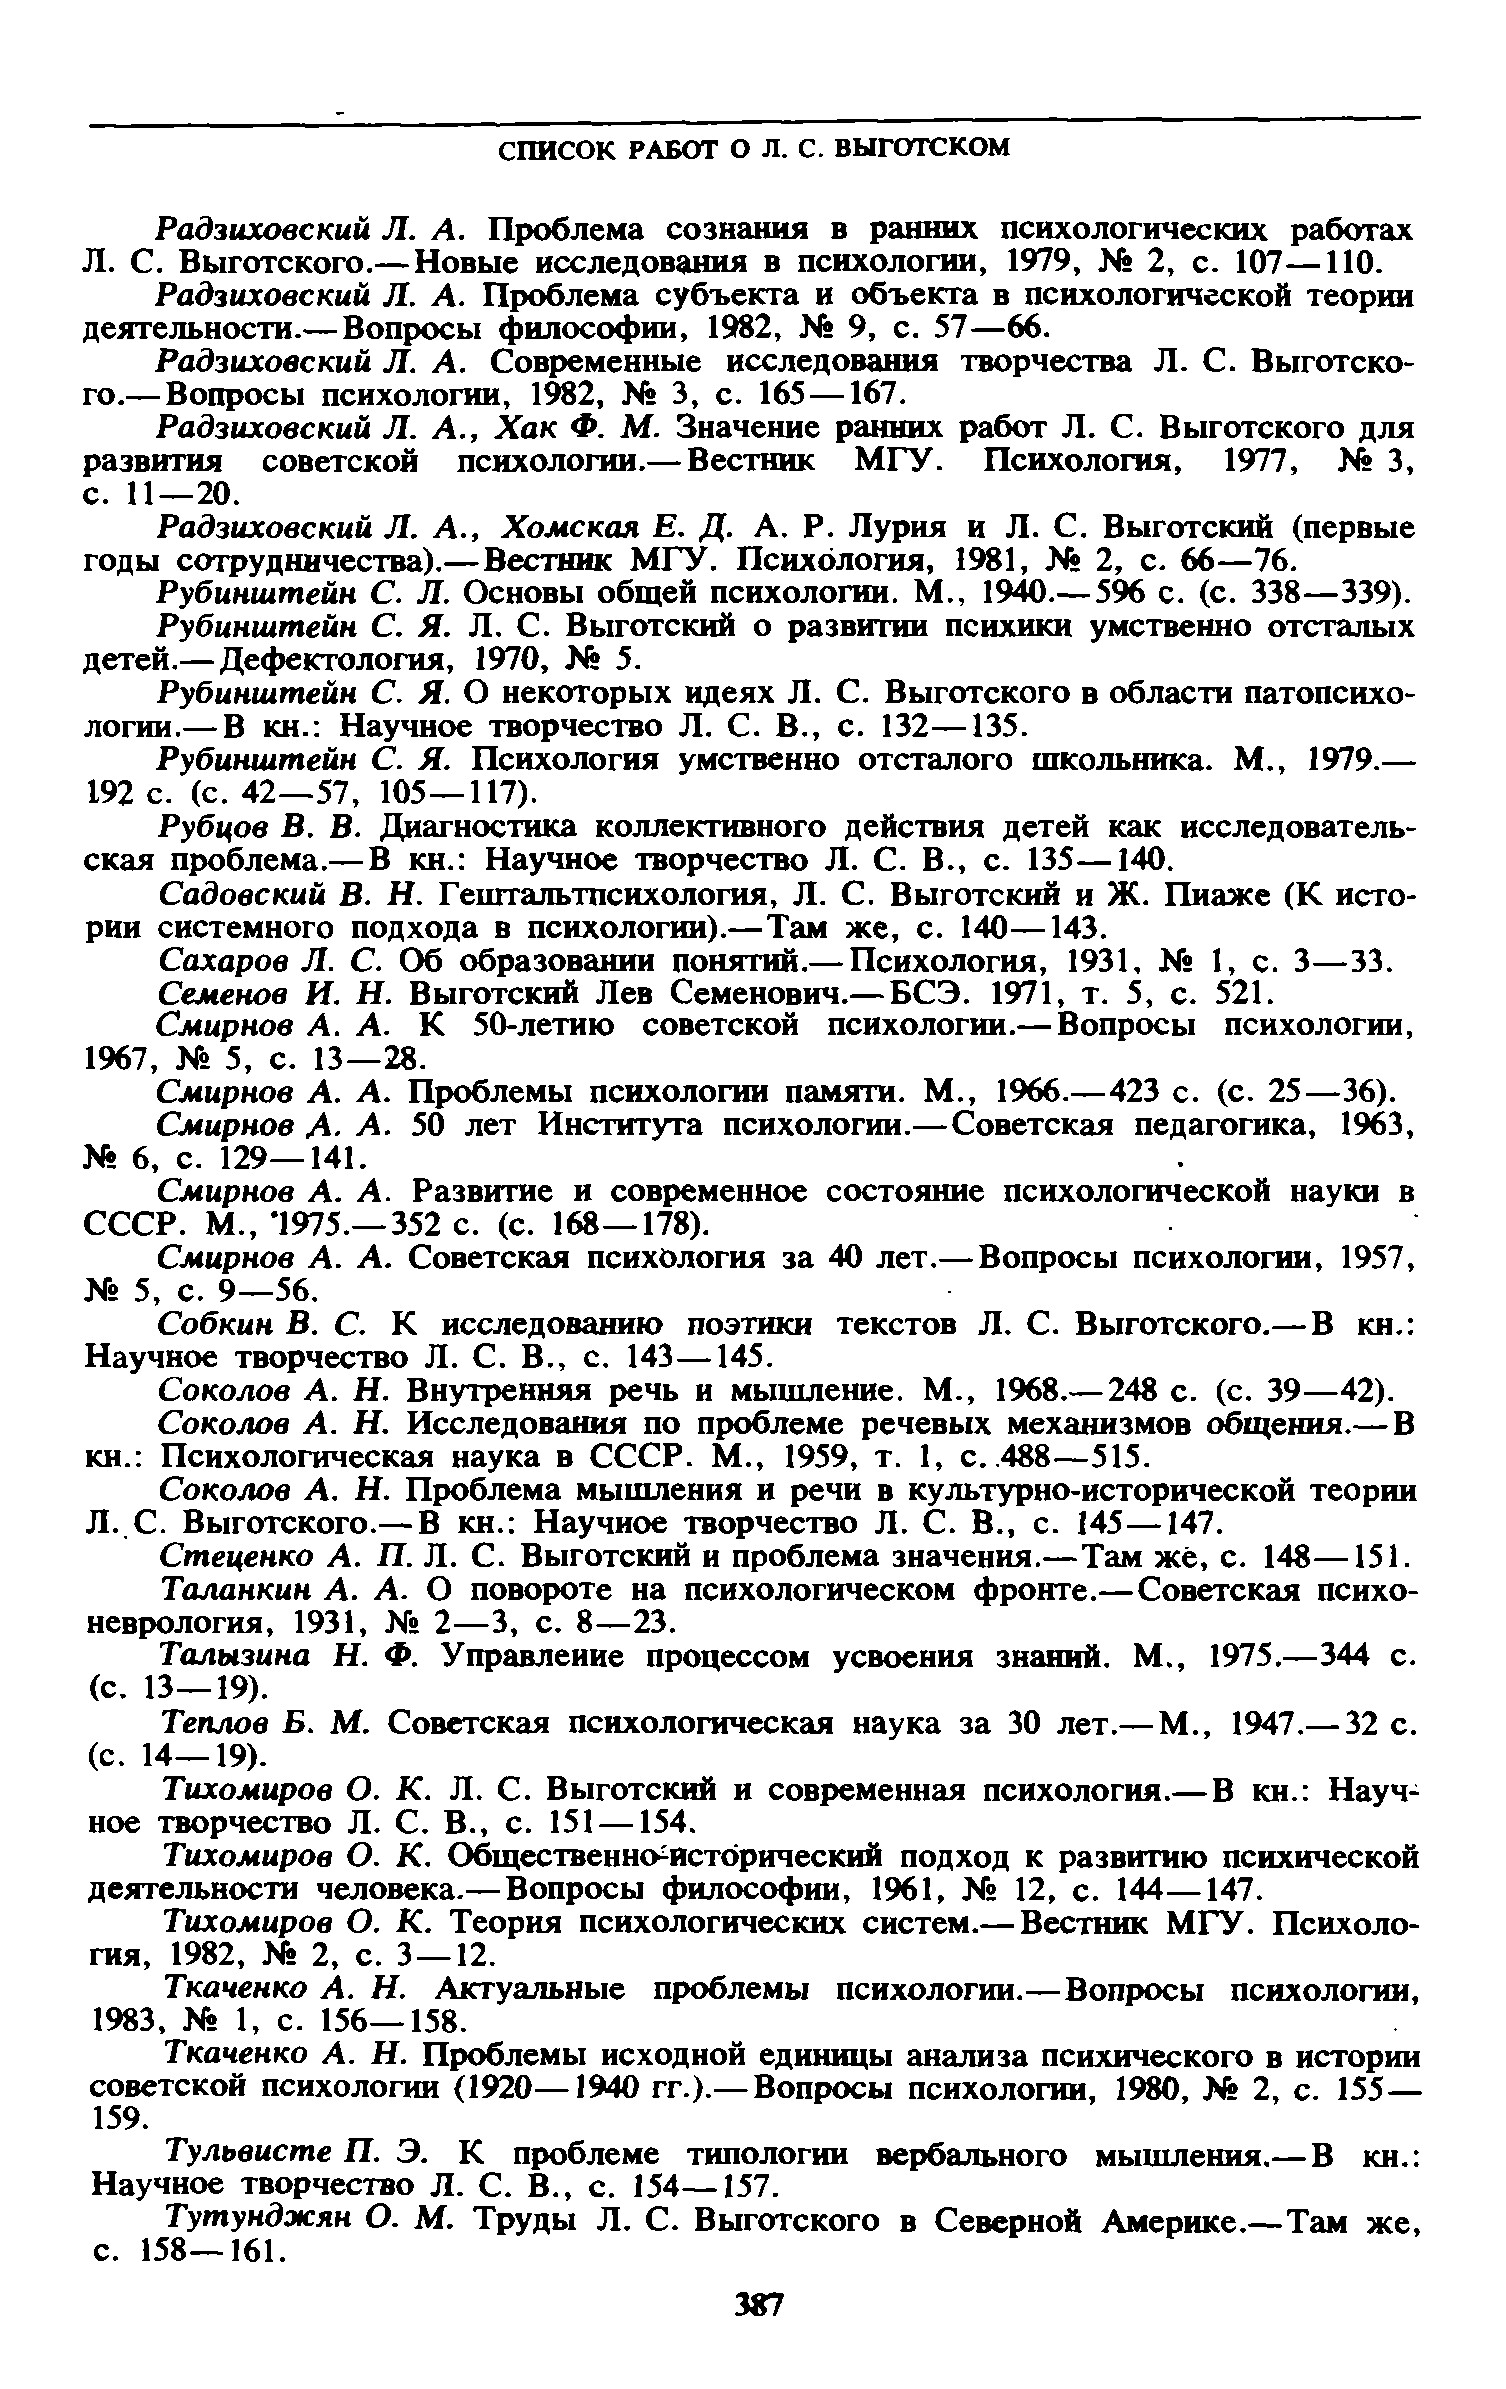 СПИСОК РАБОТ О Л. С. ВЫГОТСКОМ
Радзиховский Л. А. Проблема сознания в ранних психологических работах
Л. С. Выготского.—Новые исследования в психологии, 1979, № 2, с. 107—110.
Радзиховский Л. А. Проблема субъекта и объекта в психологической теории
деятельности.—Вопросы философии, 1982, № 9, с. 57—66.
Радзиховский Л. А. Современные исследования творчества Л. С. Выготско-
го.—Вопросы психологии, 1982, № 3, с. 165—167.
Радзиховский Л. А., Хак Ф. М. Значение ранних работ Л. С. Выготского для
развития советской психологии.—Вестник МГУ. Психология, 1977, № 3,
с. 11—20.
Радзиховский Л. А., Хомская Е. Д. А. Р. Лурия и Л. С. Выготский (первые
годы сотрудничества).—Вестник МГУ. Психология, 1981, № 2, с. 66—76.
Рубинштейн С. Л. Основы общей психологии. М., 1940.—596 с. (с. 338—339).
Рубинштейн С. Я. Л. С. Выготский о развитии психики умственно отсталых
детей.—Дефектология, 1970, № 5.
Рубинштейн С. Я. О некоторых идеях Л. С. Выготского в области патопсихо-
логии.—В кн.: Научное творчество Л. С. В., с. 132—135.
Рубинштейн С. Я. Психология умственно отсталого школьника. М., 1979.—
192 с. (с. 42—57, 105—117).
Рубцов В. В. Диагностика коллективного действия детей как исследователь-
ская проблема.—В кн.: Научное творчество Л. С. В., с. 135—140.
Садовский В. Н. Гештальтпсихология, Л. С. Выготский и Ж. Пиаже (К исто-
рии системного подхода в психологии).—Там же, с. 140—143.
Сахаров Л. С. Об образовании понятий.—Психология, 1931, № 1, с. 3—33.
Семенов И. Н. Выготский Лев Семенович.—БСЭ. 1971, т. 5, с. 521.
Смирнов А. А. К 50-летию советской психологии.—Вопросы психологии,
1967, № 5, с. 13—28.
Смирнов А. А. Проблемы психологии памяти. М., 1966.—423 с. (с. 25—36).
Смирнов А. А. 50 лет Института психологии.—Советская педагогика, 1963,
№ 6, с. 129—141.
Смирнов А. А. Развитие и современное состояние психологической науки в
СССР. М., 1975.—352 с. (с. 168—178).
Смирнов А. А. Советская психология за 40 лет.—Вопросы психологии, 1957,
№ 5, с. 9—56.
Собкин В. С. К исследованию поэтики текстов Л. С. Выготского.—В кн.:
Научное творчество Л. С. В., с. 143—145.
Соколов А. Н. Внутренняя речь и мышление. М., 1968.—248 с. (с. 39—42).
Соколов А. Н. Исследования по проблеме речевых механизмов общения.—В
кн.: Психологическая наука в СССР. М., 1959, т. 1, с. 488—515.
Соколов А. Н. Проблема мышления и речи в культурно-исторической теории
Л. С. Выготского.—В кн.: Научное творчество Л. С. В., с. 145—147.
Стеценко А. П. Л. С. Выготский и проблема значения.—Там же, с. 148—151.
Таланкин А. А. О повороте на психологическом фронте.—Советская психо-
неврология, 1931, № 2—3, с. 8—23.
Талызина Н. Ф. Управление процессом усвоения знаний. М., 1975.—344 с.
(с. 13—19).
Теплов Б. М. Советская психологическая наука за 30 лет.—М., 1947.—32 с.
(с. 14—19).
Тихомиров О. К. Л. С. Выготский и современная психология.—В кн.: Науч-
ное творчество Л. С. В., с. 151—154.
Тихомиров О. К. Общественно-исторический подход к развитию психической
деятельности человека.—Вопросы философии, 1961, № 12, с. 144—147.
Тихомиров О. К. Теория психологических систем.—Вестник МГУ. Психоло-
гия, 1982, № 2, с. 3—12.
Ткаченко А. Н. Актуальные проблемы психологии.—Вопросы психологии,
1983, № 1, с. 156—158.
Ткаченко А. Н. Проблемы исходной единицы анализа психического в истории
советской психологии (1920—1940 гг.).—Вопросы психологии, 1980, № 2, с. 155—
159.
Тульвисте П. Э. К проблеме типологии вербального мышления.—В кн.:
Научное творчество Л. С. В., с. 154—157.
Тутунджян О. М. Труды Л. С. Выготского в Северной Америке.—Там же,
с. 158—161.
387